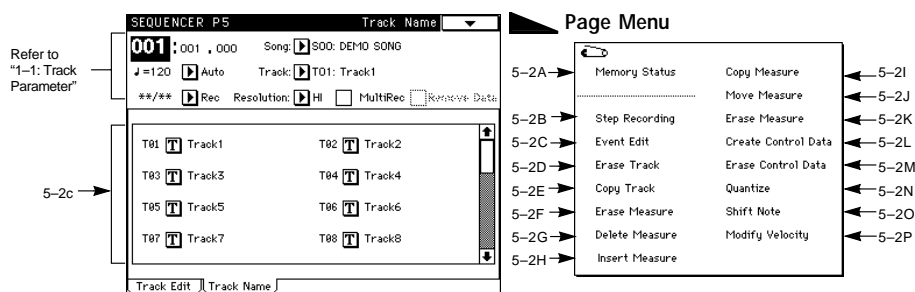 SEQUENCER P5 Track Name
001 : 001 . 000 Song: S00: DEMO SONG
♩=120 Auto Track: T01: Track1
**/** Rec Resolution: HI MultiRec Remove Data
Refer to
“1–1: Track
Parameter”
T01 T Track1 T02 T Track2
T03 T Track3 T04 T Track4
T05 T Track5 T06 T Track6
T07 T Track7 T08 T Track8
5–2c
Track Edit Track Name
Page Menu
5–2A Memory Status Copy Measure 5–2I
Move Measure 5–2J
5–2B Step Recording Erase Measure 5–2K
5–2C Event Edit Create Control Data 5–2L
5–2D Erase Track Erase Control Data 5–2M
5–2E Copy Track Quantize 5–2N
5–2F Erase Measure Shift Note 5–2O
5–2G Delete Measure Modify Velocity 5–2P
5–2H Insert Measure